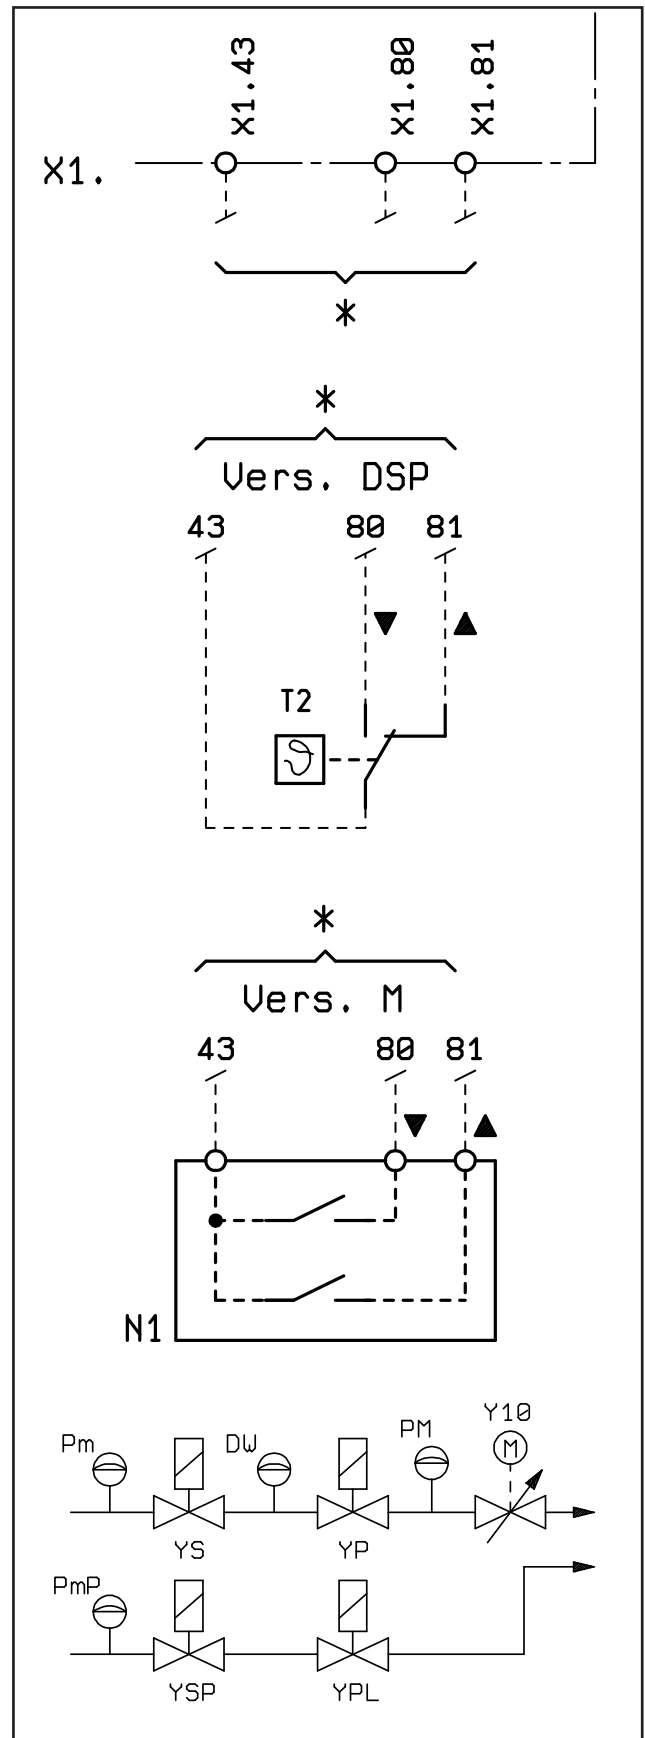 X1.43 X1.80 X1.81
X1.
*
*
Vers. DSP
43 80 81
T2
*
Vers. M
43 80 81
N1
Y10
Pm DW PM
M
YS YP
PmP
YSP YPL